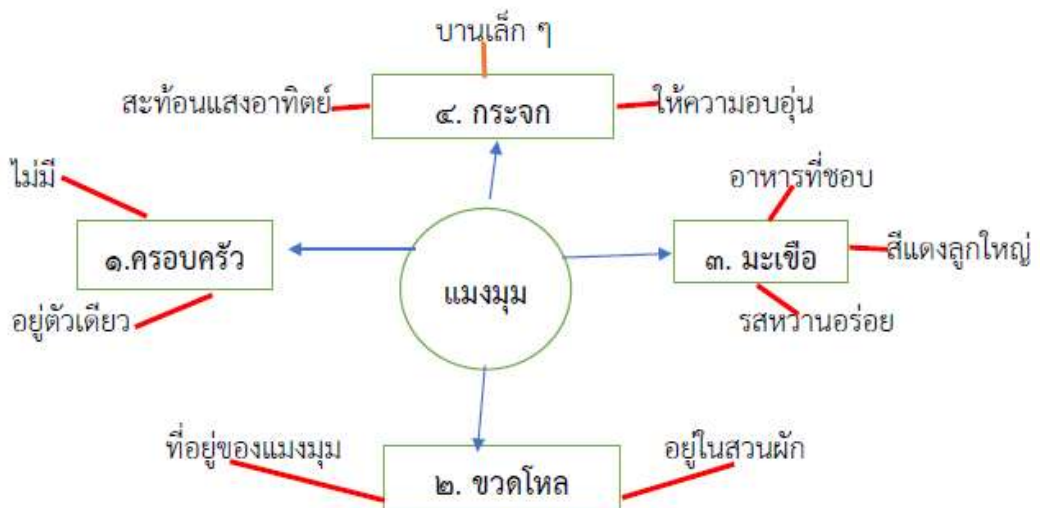 บานเล็ก ๆ
สะท้อนแสงอาทิตย์
๔. กระจก
ให้ความอบอุ่น
ไม่มี
๑.ครอบครัว
อยู่ตัวเดียว
แมงมุม
อาหารที่ชอบ
๓. มะเขือ
สีแดงลูกใหญ่
รสหวานอร่อย
ที่อยู่ของแมงมุม
๒. ขวดโหล
อยู่ในสวนผัก